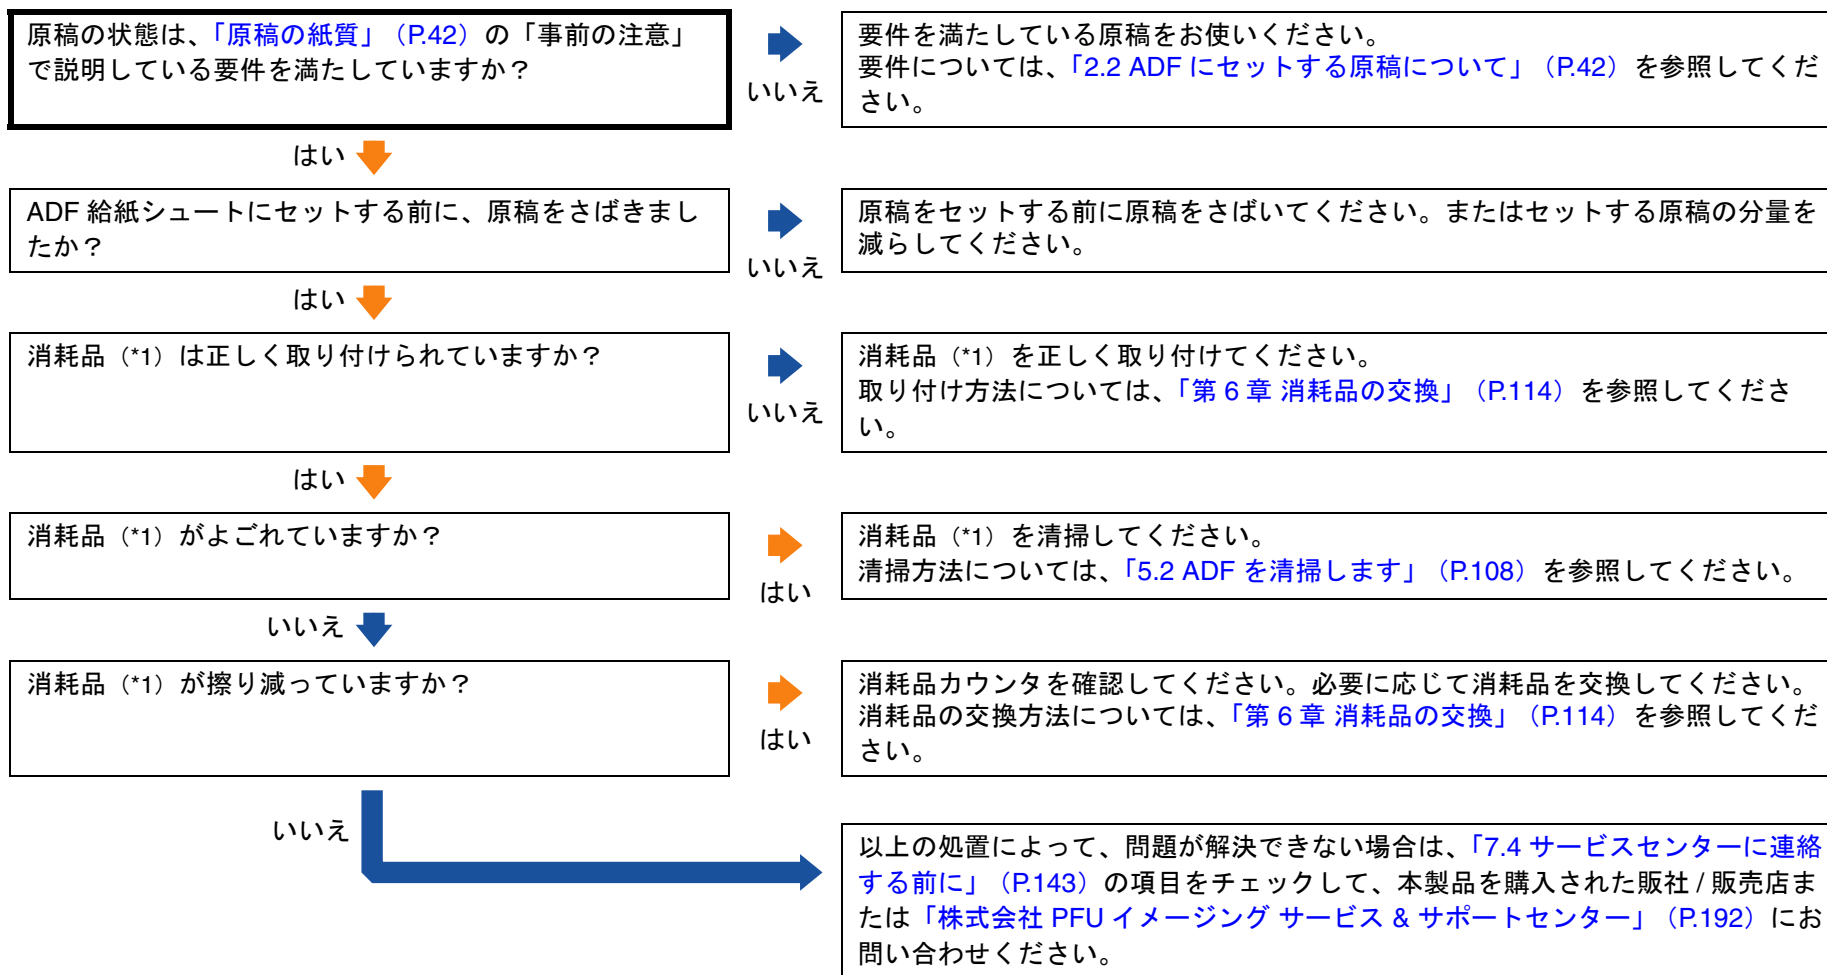 原稿の状態は、「原稿の紙質」（P.42）の「事前の注意」
で説明している要件を満たしていますか？
いいえ
要件を満たしている原稿をお使いください。
要件については、「2.2 ADF にセットする原稿について」（P.42）を参照してくだ
さい。
はい
ADF 給紙シュートにセットする前に、原稿をさばきまし
たか？
いいえ
原稿をセットする前に原稿をさばいてください。またはセットする原稿の分量を
減らしてください。
はい
消耗品（*1）は正しく取り付けられていますか？
いいえ
消耗品（*1）を正しく取り付けてください。
取り付け方法については、「第 6 章 消耗品の交換」（P.114）を参照してくださ
い。
はい
消耗品（*1）がよごれていますか？
はい
消耗品（*1）を清掃してください。
清掃方法については、「5.2 ADF を清掃します」（P.108）を参照してください。
いいえ
消耗品（*1）が擦り減っていますか？
はい
消耗品カウンタを確認してください。必要に応じて消耗品を交換してください。
消耗品の交換方法については、「第 6 章 消耗品の交換」（P.114）を参照してくだ
さい。
いいえ
以上の処置によって、問題が解決できない場合は、「7.4 サービスセンターに連絡
する前に」（P.143）の項目をチェックして、本製品を購入された販社 / 販売店ま
たは「株式会社 PFU イメージング サービス & サポートセンター」（P.192）にお
問い合わせください。